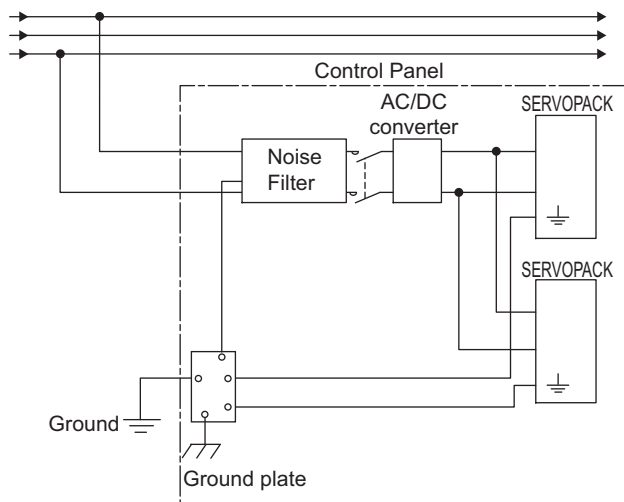 Control Panel
AC/DC
converter
SERVOPACK
Noise
Filter
SERVOPACK
Ground
Ground plate